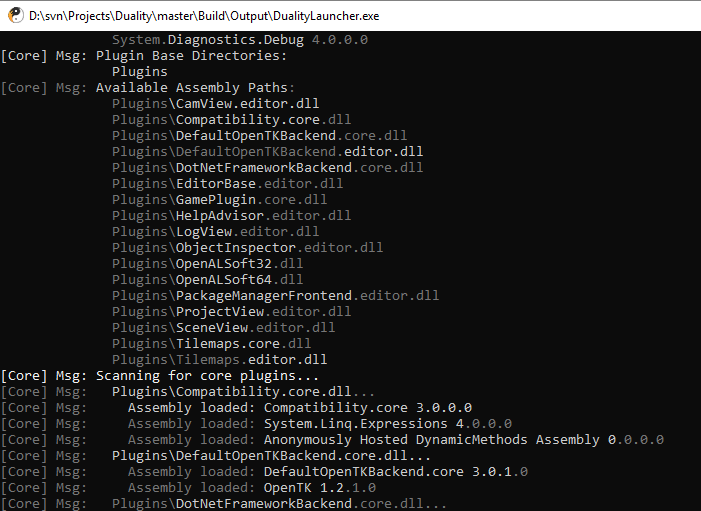 D:\svn\Projects\Duality\master\Build\Output\DualityLauncher.exe
System.Diagnostics.Debug 4.0.0.0
[Core] Msg: Plugin Base Directories:
Plugins
[Core] Msg: Available Assembly Paths:
Plugins\CamView.editor.dll
Plugins\Compatibility.core.dll
Plugins\DefaultOpenTKBackend.core.dll
Plugins\DefaultOpenTKBackend.editor.dll
Plugins\DotNetFrameworkBackend.core.dll
Plugins\EditorBase.editor.dll
Plugins\GamePlugin.core.dll
Plugins\HelpAdvisor.editor.dll
Plugins\LogView.editor.dll
Plugins\ObjectInspector.editor.dll
Plugins\OpenALSoft32.dll
Plugins\OpenALSoft64.dll
Plugins\PackageManagerFrontend.editor.dll
Plugins\ProjectView.editor.dll
Plugins\SceneView.editor.dll
Plugins\Tilemaps.core.dll
Plugins\Tilemaps.editor.dll
[Core] Msg: Scanning for core plugins...
[Core] Msg: Plugins\Compatibility.core.dll...
[Core] Msg: Assembly loaded: Compatibility.core 3.0.0.0
[Core] Msg: Assembly loaded: System.Linq.Expressions 4.0.0.0
[Core] Msg: Assembly loaded: Anonymously Hosted DynamicMethods Assembly 0.0.0.0
[Core] Msg: Plugins\DefaultOpenTKBackend.core.dll...
[Core] Msg: Assembly loaded: DefaultOpenTKBackend.core 3.0.1.0
[Core] Msg: Assembly loaded: OpenTK 1.2.1.0
[Core] Msg: Plugins\DotNetFrameworkBackend.core.dll...